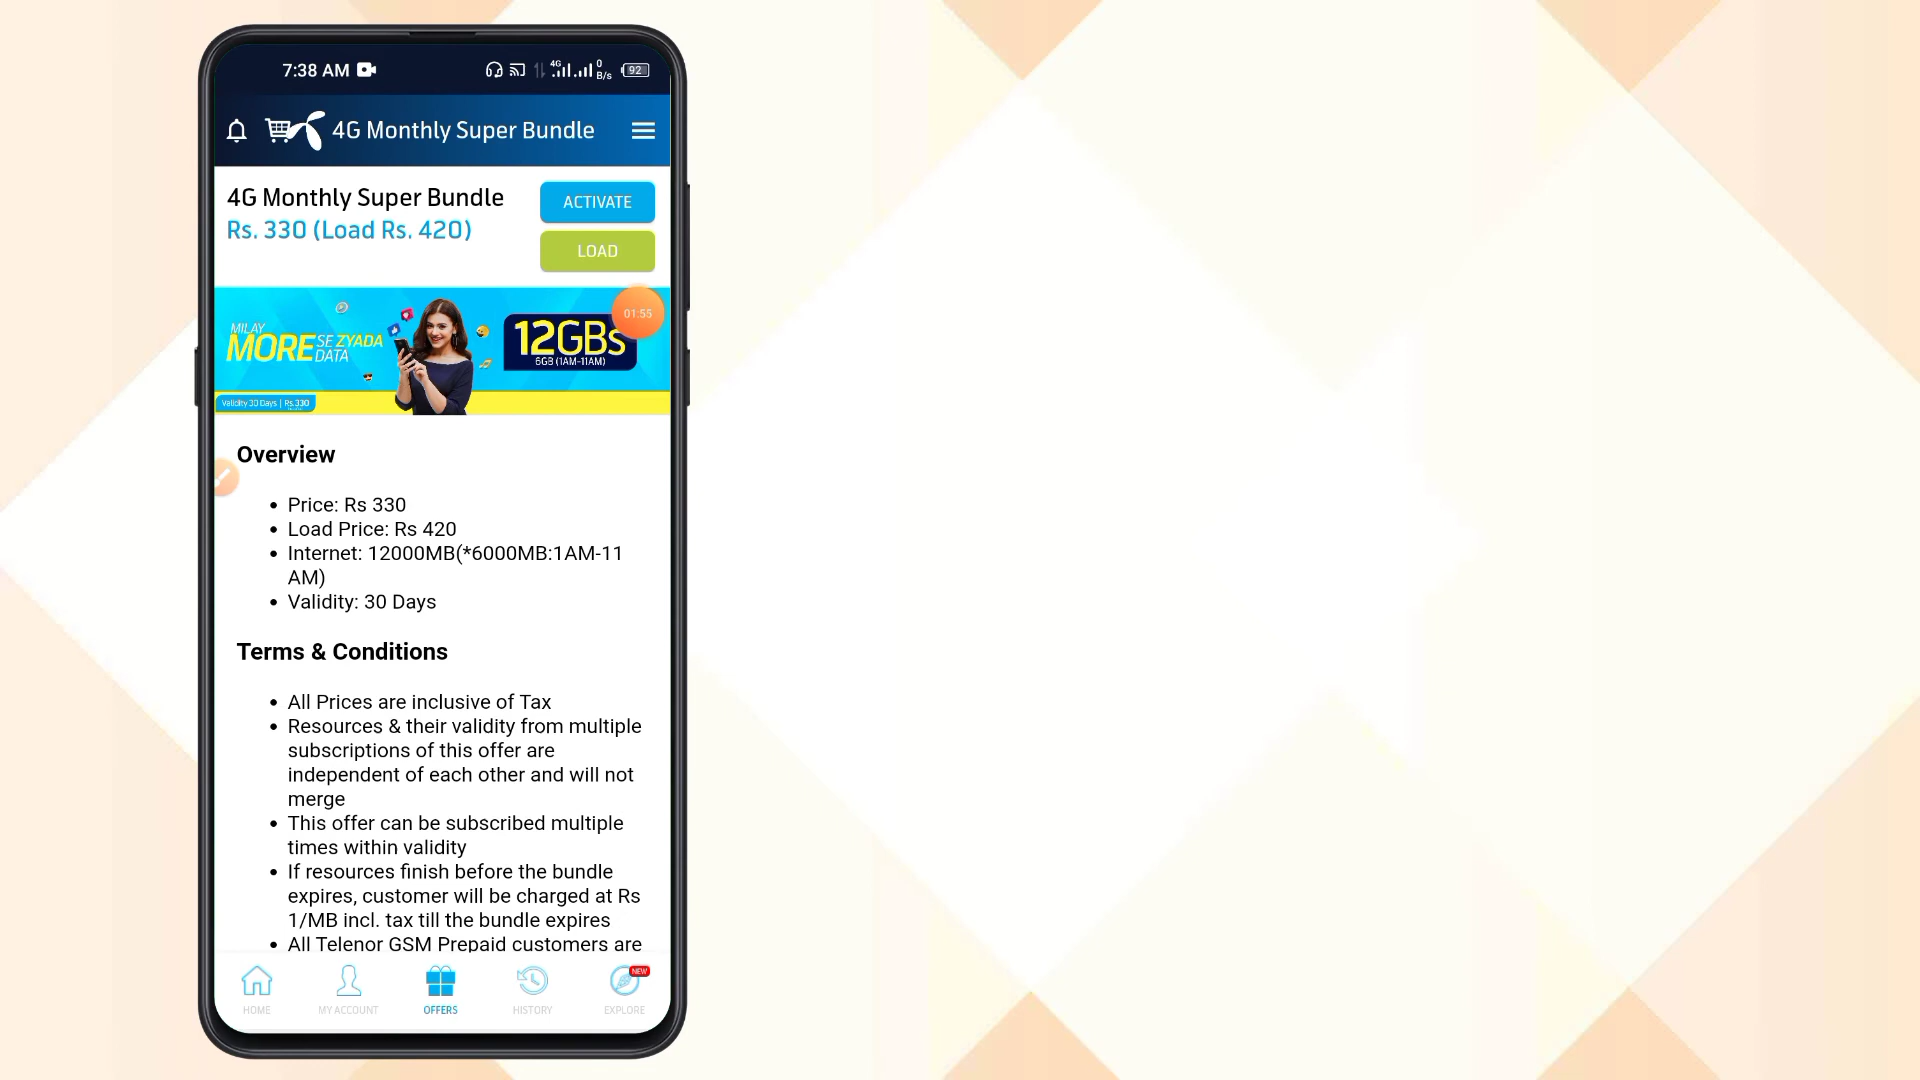 7:38 AM
4G
0
B/s
92
4G Monthly Super Bundle
4G Monthly Super Bundle
ACTIVATE
Rs. 330 (Load Rs. 420)
LOAD
MILAY
MORE SE ZYADA
DATA
12GBs
6GB (1AM-11AM)
01:55
Validity 30 Days | Rs.330
Overview
• Price: Rs 330
• Load Price: Rs 420
• Internet: 12000MB(*6000MB:1AM-11
AM)
• Validity: 30 Days
Terms & Conditions
• All Prices are inclusive of Tax
• Resources & their validity from multiple
subscriptions of this offer are
independent of each other and will not
merge
• This offer can be subscribed multiple
times within validity
• If resources finish before the bundle
expires, customer will be charged at Rs
1/MB incl. tax till the bundle expires
• All Telenor GSM Prepaid customers are
NEW
HOME
MY ACCOUNT
OFFERS
HISTORY
EXPLORE